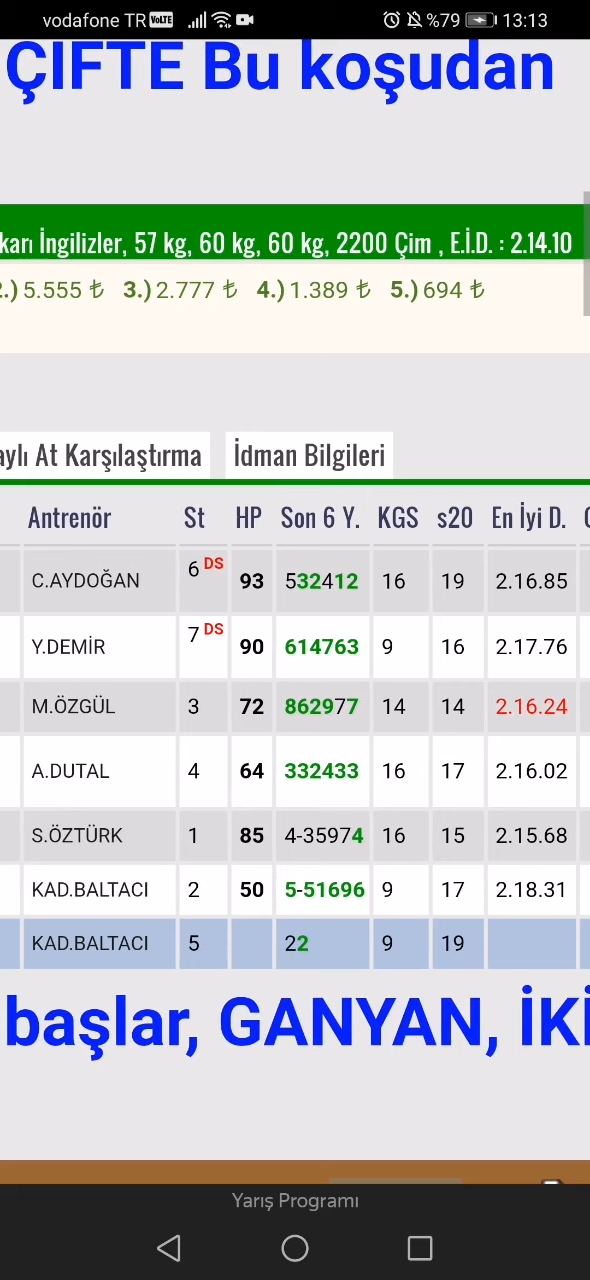 vodafone TR VoLTE %79 13:13
ÇİFTE Bu koşudan
karı İngilizler, 57 kg, 60 kg, 60 kg, 2200 Çim , E.İ.D. : 2.14.10
2.) 5.555 ₺ 3.) 2.777 ₺ 4.) 1.389 ₺ 5.) 694 ₺
aylı At Karşılaştırma İdman Bilgileri
Antrenör St HP Son 6 Y. KGS s20 En İyi D.
C.AYDOĞAN 6 DS 93 532412 16 19 2.16.85
Y.DEMİR 7 DS 90 614763 9 16 2.17.76
M.ÖZGÜL 3 72 862977 14 14 2.16.24
A.DUTAL 4 64 332433 16 17 2.16.02
S.ÖZTÜRK 1 85 4-35974 16 15 2.15.68
KAD.BALTACI 2 50 5-51696 9 17 2.18.31
KAD.BALTACI 5 22 9 19
başlar, GANYAN, İKİ
Yarış Programı